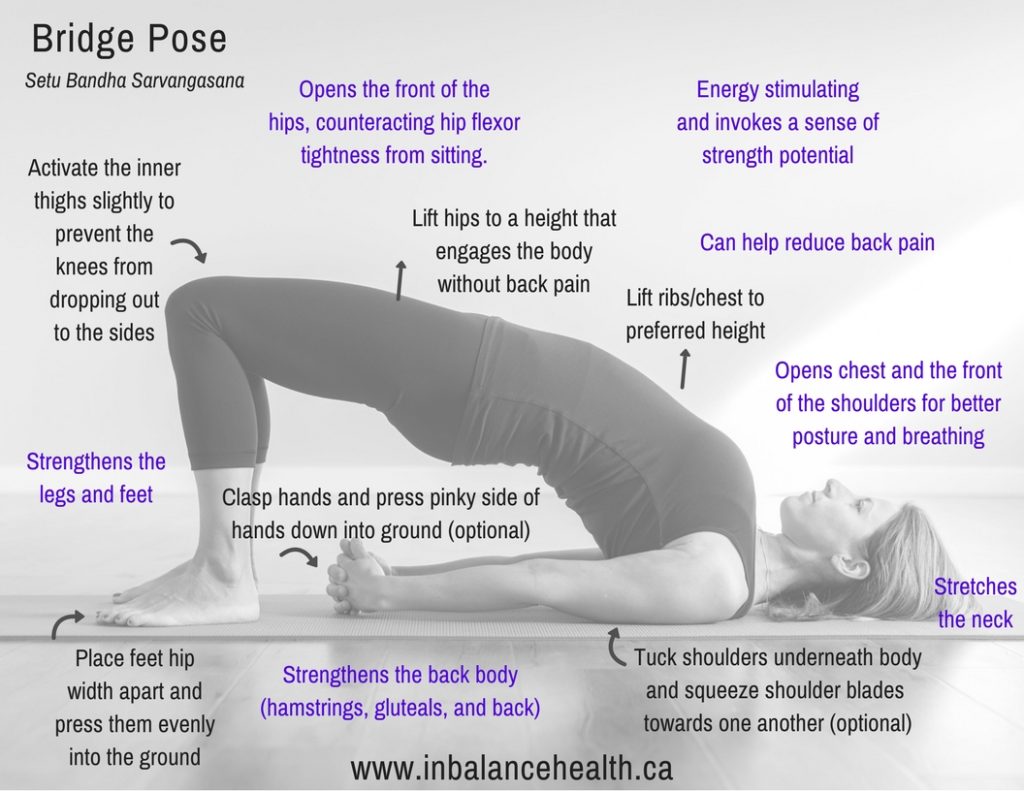 Bridge Pose
Setu Bandha Sarvangasana
Opens the front of the
hips, counteracting hip flexor
tightness from sitting.
Energy stimulating
and invokes a sense of
strength potential
Activate the inner
thighs slightly to
prevent the
knees from
dropping out
to the sides
Lift hips to a height that
engages the body
without back pain
Can help reduce back pain
Lift ribs/chest to
preferred height
Opens chest and the front
of the shoulders for better
posture and breathing
Strengthens the
legs and feet
Clasp hands and press pinky side of
hands down into ground (optional)
Stretches
the neck
Place feet hip
width apart and
press them evenly
into the ground
Strengthens the back body
(hamstrings, gluteals, and back)
Tuck shoulders underneath body
and squeeze shoulder blades
towards one another (optional)
www.inbalancehealth.ca